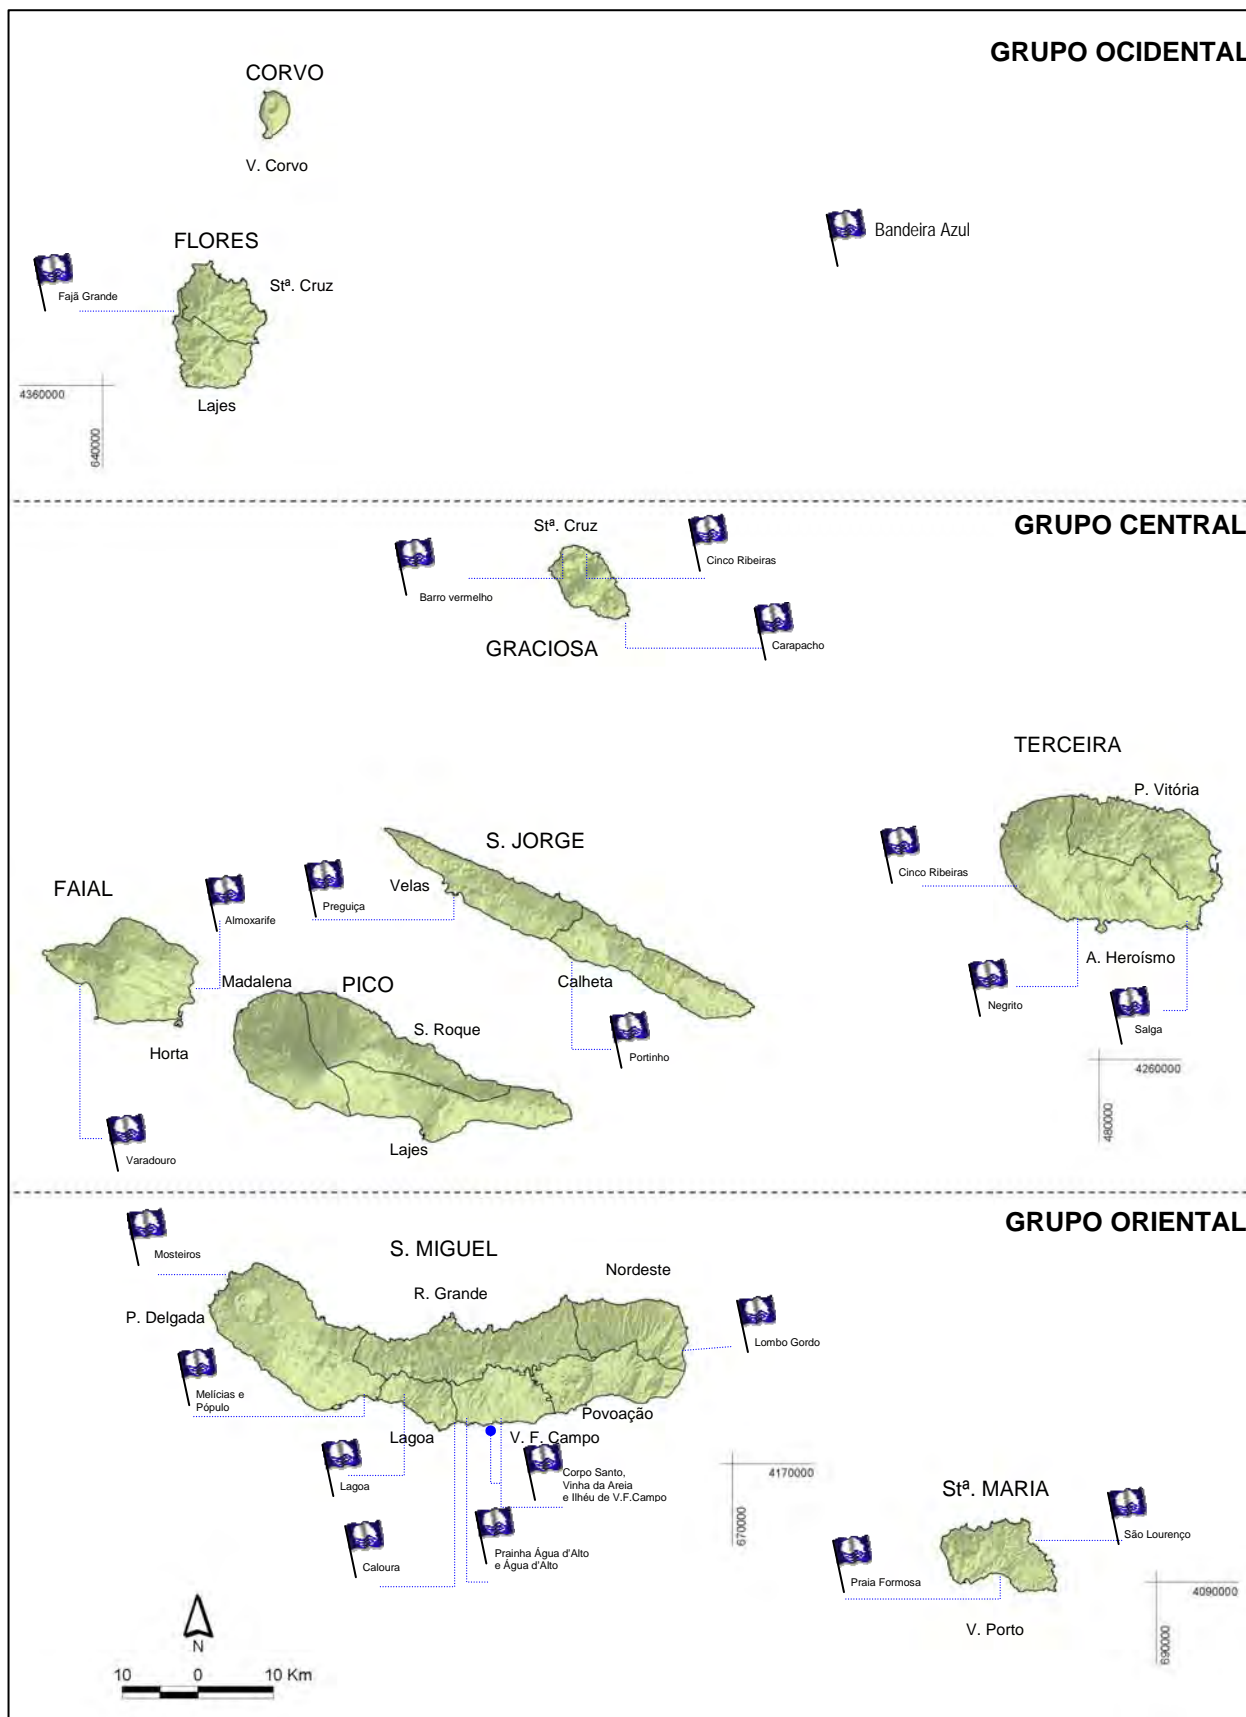 GRUPO OCIDENTAL
CORVO
V. Corvo
Bandeira Azul
FLORES
Stª. Cruz
Fajã Grande
Lajes
4360000
640000
GRUPO CENTRAL
Stª. Cruz
Cinco Ribeiras
Barro vermelho
GRACIOSA
Carapacho
TERCEIRA
P. Vitória
S. JORGE
Cinco Ribeiras
Velas
FAIAL
Preguiça
Almoxarife
A. Heroísmo
Madalena
PICO
Calheta
Negrito
S. Roque
Salga
Horta
Portinho
4260000
480000
Lajes
Varadouro
GRUPO ORIENTAL
Mosteiros
S. MIGUEL
Nordeste
R. Grande
P. Delgada
Lombo Gordo
Melícias e
Pópulo
Povoação
Lagoa
V. F. Campo
Lagoa
Corpo Santo,
Vinha da Areia
e Ilhéu de V.F.Campo
4170000
670000
Stª. MARIA
São Lourenço
Prainha Água d'Alto
e Água d'Alto
Caloura
Praia Formosa
4090000
690000
V. Porto
N
10 0 10 Km